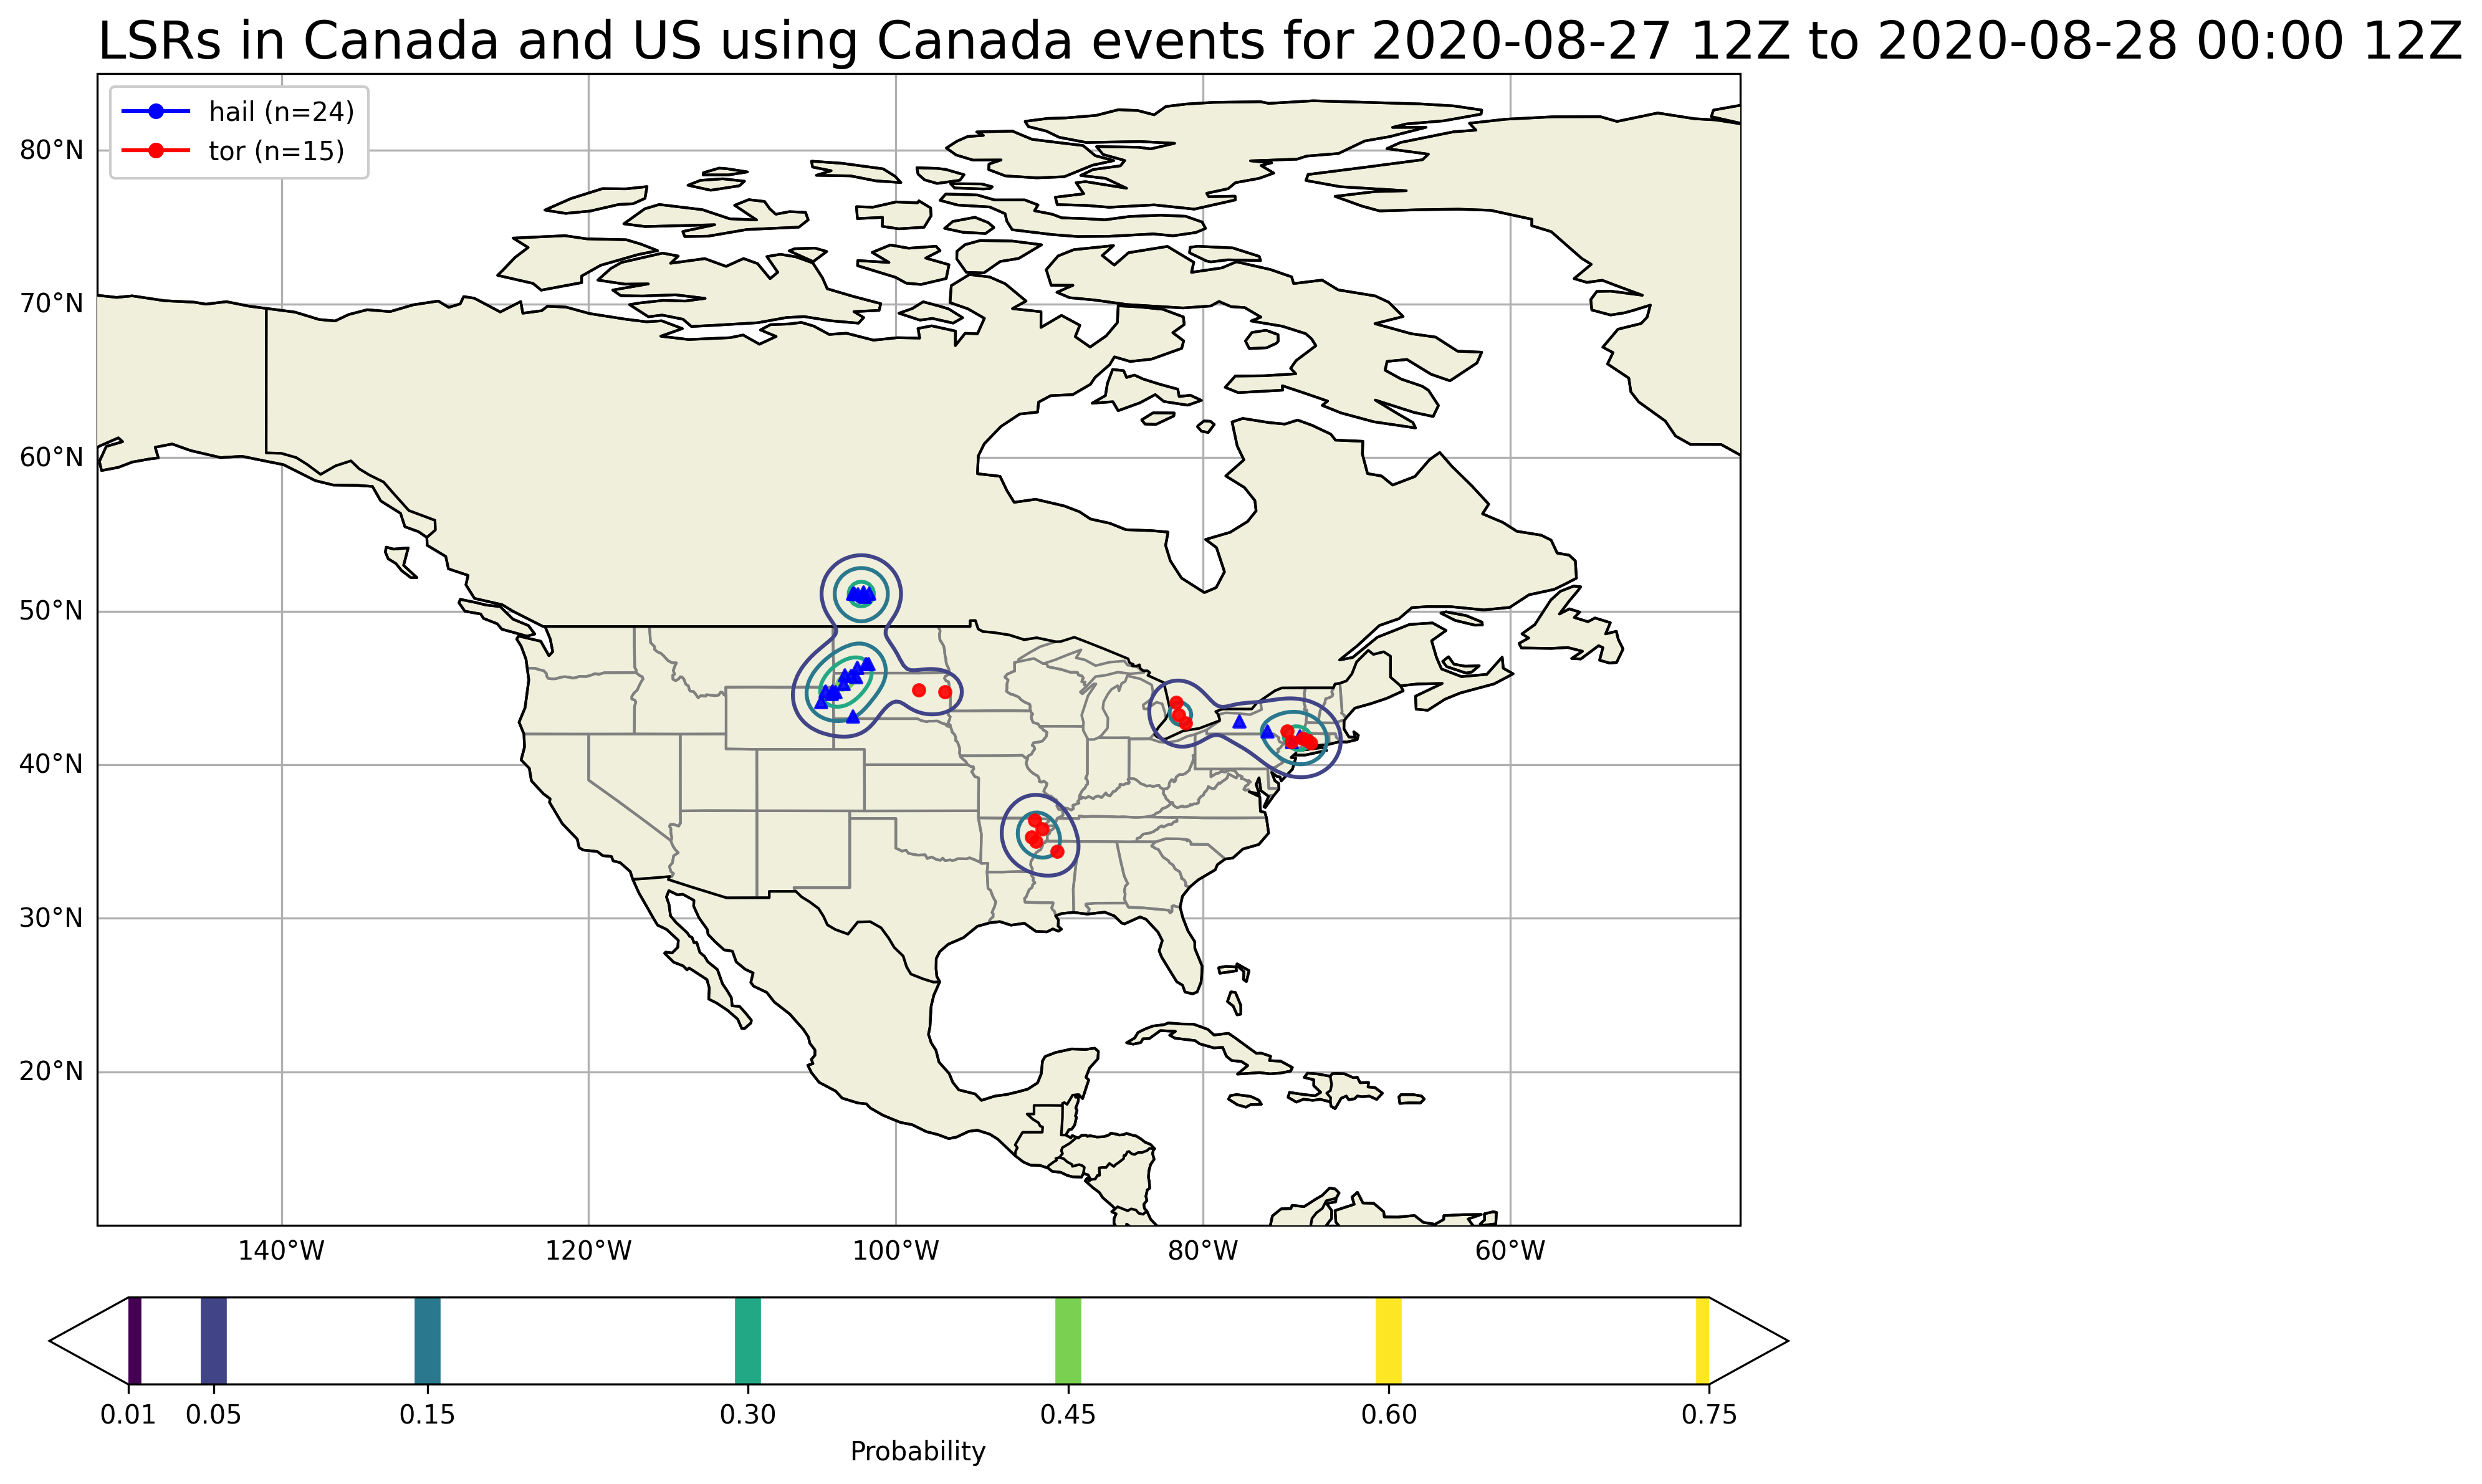 LSRs in Canada and US using Canada events for 2020-08-27 12Z to 2020-08-28 00:00 12Z
hail (n=24)
tor (n=15)
80°N
70°N
60°N
50°N
40°N
30°N
20°N
140°W 120°W 100°W 80°W 60°W
0.01 0.05 0.15 0.30 0.45 0.60 0.75
Probability